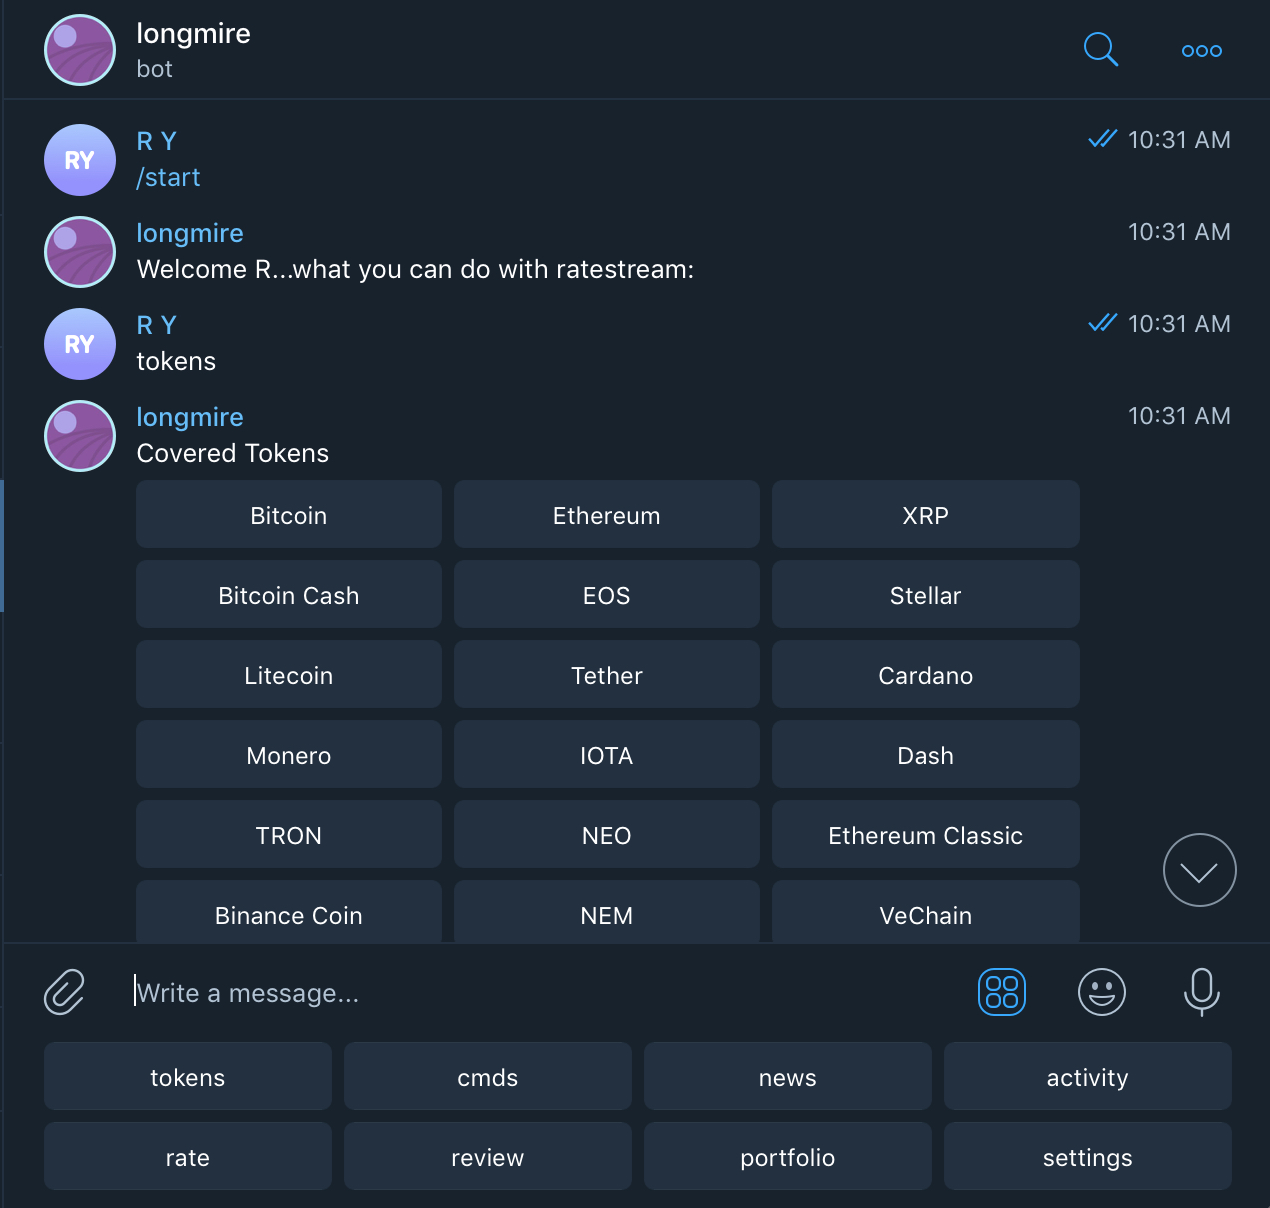 longmire
bot
RY
R Y
10:31 AM
/start
longmire
10:31 AM
Welcome R...what you can do with ratestream:
RY
R Y
10:31 AM
tokens
longmire
10:31 AM
Covered Tokens
Bitcoin Ethereum XRP
Bitcoin Cash EOS Stellar
Litecoin Tether Cardano
Monero IOTA Dash
TRON NEO Ethereum Classic
Binance Coin NEM VeChain
Write a message...
tokens cmds news activity
rate review portfolio settings